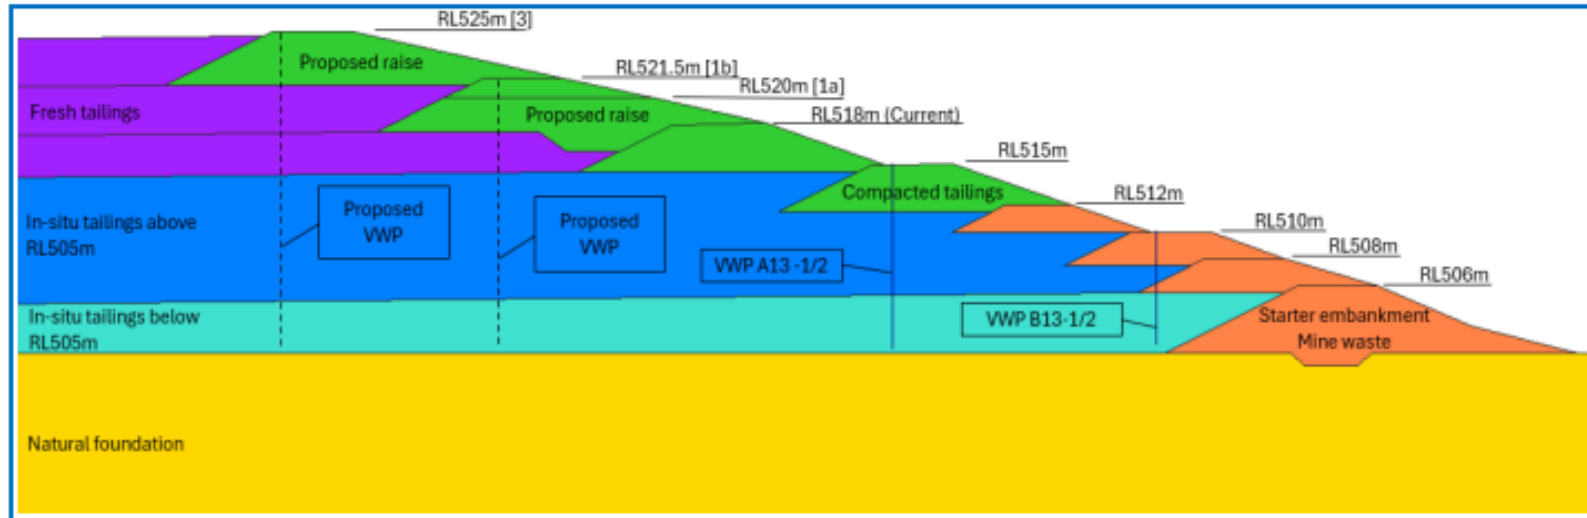 RL525m [3]
Proposed raise
RL521.5m [1b]
RL520m [1a]
Fresh tailings
Proposed raise
RL518m (Current)
RL515m
Compacted tailings
RL512m
In-situ tailings above
RL505m
Proposed
VWP
Proposed
VWP
RL510m
RL508m
VWP A13 -1/2
RL506m
In-situ tailings below
RL505m
VWP B13-1/2
Starter embankment
Mine waste
Natural foundation